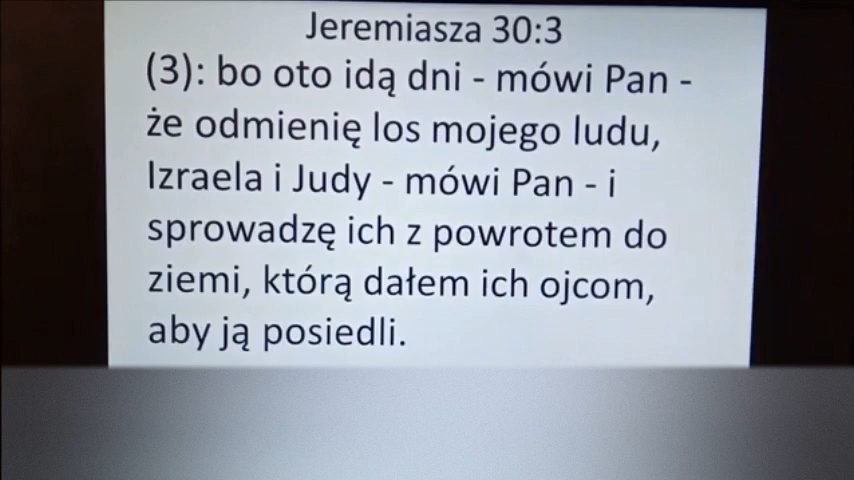 Jeremiasza 30:3
(3): bo oto idą dni - mówi Pan -
że odmienię los mojego ludu,
Izraela i Judy - mówi Pan - i
sprowadzę ich z powrotem do
ziemi, którą dałem ich ojcom,
aby ją posiedli.